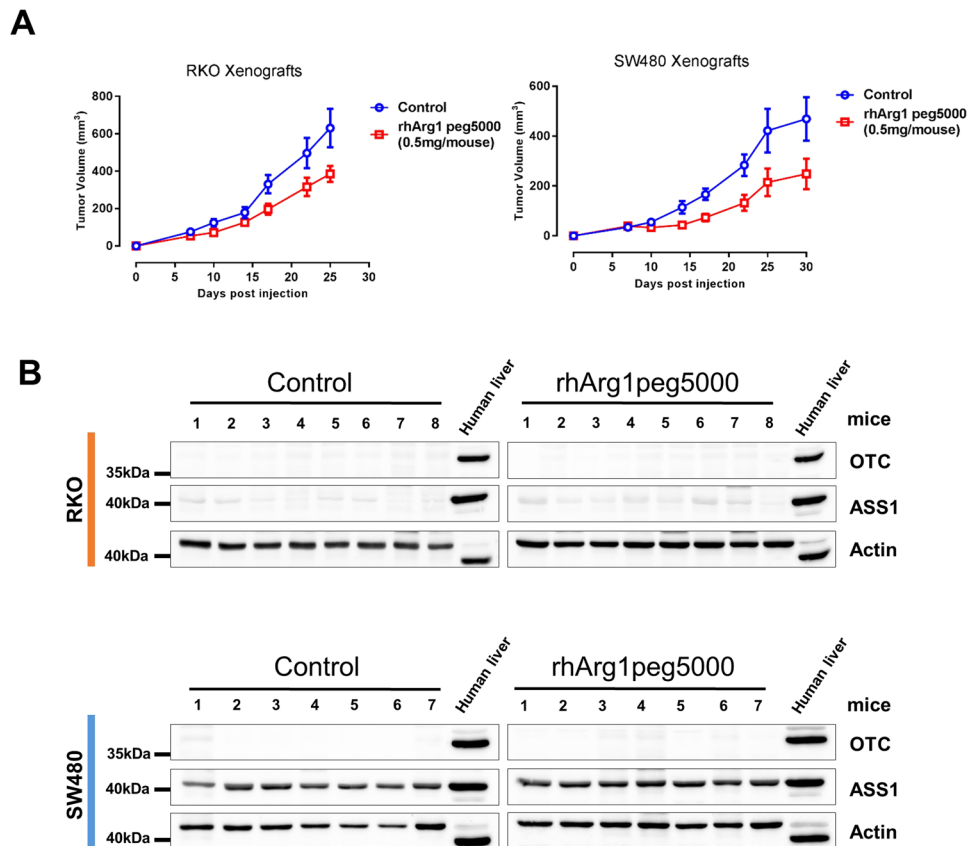 A
RKO Xenografts
Tumor Volume (mm³)
800
600
400
200
0
0 5 10 15 20 25 30
Days post injection
Control
rhArg1 peg5000
(0.5mg/mouse)
SW480 Xenografts
Tumor Volume (mm³)
600
400
200
0
0 5 10 15 20 25 30
Days post injection
Control
rhArg1 peg5000
(0.5mg/mouse)
B
Control Human liver rhArg1peg5000 Human liver
1 2 3 4 5 6 7 8 1 2 3 4 5 6 7 8 mice
RKO
35kDa OTC
40kDa ASS1
40kDa Actin
Control Human liver rhArg1peg5000 Human liver
1 2 3 4 5 6 7 1 2 3 4 5 6 7 mice
SW480
35kDa OTC
40kDa ASS1
40kDa Actin